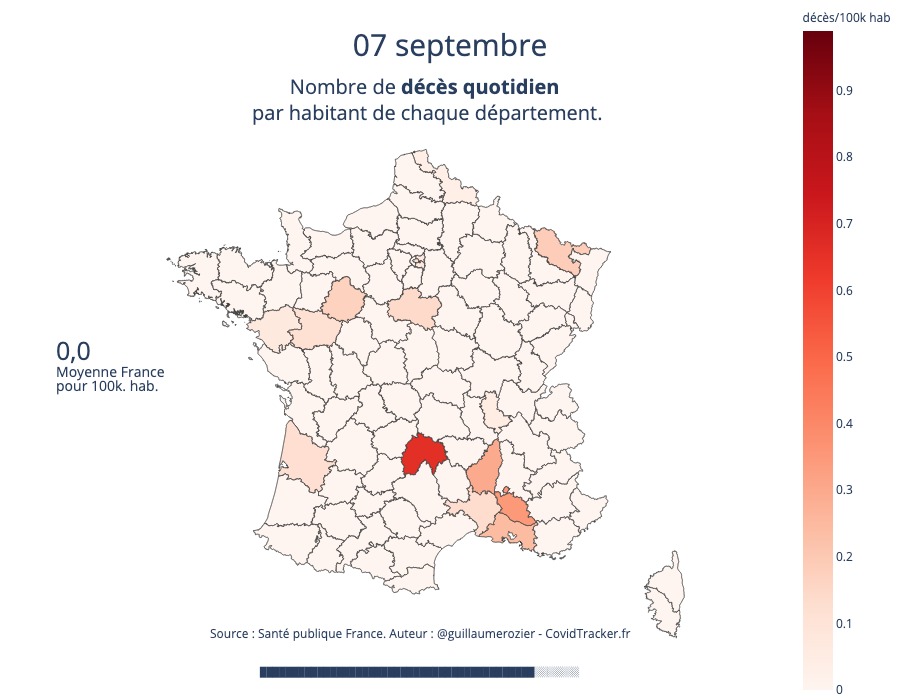 décès/100k hab
07 septembre
Nombre de décès quotidien
par habitant de chaque département.
0.9
0.8
0.7
0.6
0.5
0.4
0.3
0.2
0.1
0
0,0
Moyenne France
pour 100k. hab.
Source : Santé publique France. Auteur : @guillaumerozier - CovidTracker.fr